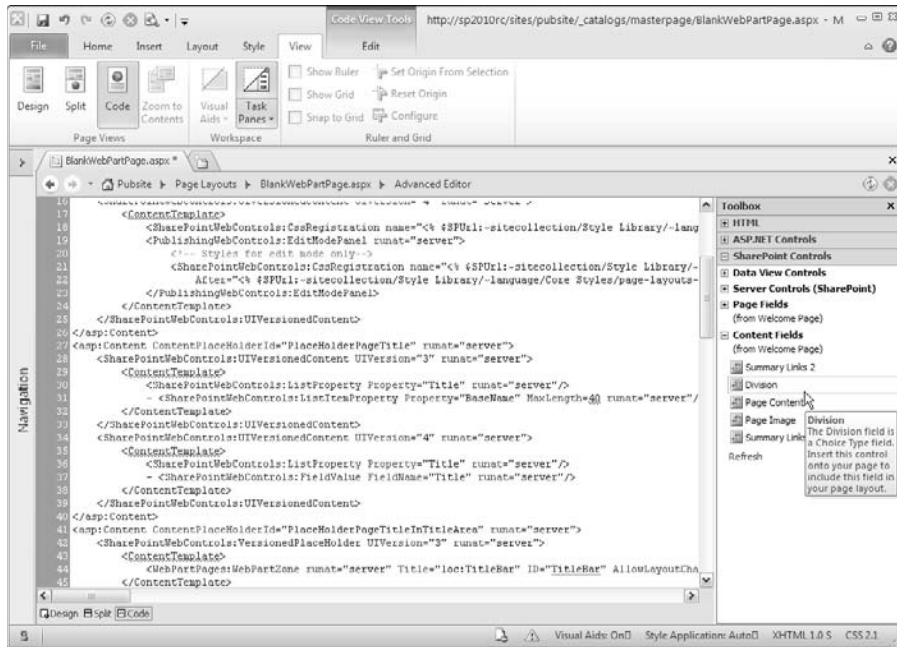 Code View Tools
http://sp2010rc/sites/pubsite/_catalogs/masterpage/BlankWebPartPage.aspx - M
File Home Insert Layout Style View Edit
Design Split Code Zoom to Contents
Visual Aids Task Panes
Show Ruler Set Origin From Selection
Show Grid Reset Origin
Snap to Grid Configure
Page Views Workspace Ruler and Grid
BlankWebPartPage.aspx *
Pubsite Page Layouts BlankWebPartPage.aspx Advanced Editor
Navigation
16
17 <ContentTemplate>
18 <SharePointWebControls:CssRegistration name="<% $SPUrl:~sitecollection/Style Library/~lang
19 <PublishingWebControls:EditModePanel runat="server">
20 <!-- Styles for edit mode only-->
21 <SharePointWebControls:CssRegistration name="<% $SPUrl:~sitecollection/Style Library/~
22 After="<% $SPUrl:~sitecollection/Style Library/~language/Core Styles/page-layouts-
23 </PublishingWebControls:EditModePanel>
24 </ContentTemplate>
25 </SharePointWebControls:UIVersionedContent>
26 </asp:Content>
27 <asp:Content ContentPlaceHolderId="PlaceHolderPageTitle" runat="server">
28 <SharePointWebControls:UIVersionedContent UIVersion="3" runat="server">
29 <ContentTemplate>
30 <SharePointWebControls:ListProperty Property="Title" runat="server"/>
31 - <SharePointWebControls:ListItemProperty Property="BaseName" MaxLength=40 runat="server"/
32 </ContentTemplate>
33 </SharePointWebControls:UIVersionedContent>
34 <SharePointWebControls:UIVersionedContent UIVersion="4" runat="server">
35 <ContentTemplate>
36 <SharePointWebControls:ListProperty Property="Title" runat="server"/>
37 - <SharePointWebControls:FieldValue FieldName="Title" runat="server"/>
38 </ContentTemplate>
39 </SharePointWebControls:UIVersionedContent>
40 </asp:Content>
41 <asp:Content ContentPlaceHolderId="PlaceHolderPageTitleInTitleArea" runat="server">
42 <SharePointWebControls:VersionedPlaceHolder UIVersion="3" runat="server">
43 <ContentTemplate>
44 <WebPartPages:WebPartZone runat="server" Title="loc:TitleBar" ID="TitleBar" AllowLayoutCha
45 </ContentTemplate>
Toolbox
HTML
ASP.NET Controls
SharePoint Controls
Data View Controls
Server Controls (SharePoint)
Page Fields
(from Welcome Page)
Content Fields
(from Welcome Page)
Summary Links 2
Division
Page Content
Page Image
Summary Link
Refresh
Division
The Division field is
a Choice Type field.
Insert this control
onto your page to
include this field in
your page layout.
Design Split Code
Visual Aids: On Style Application: Auto XHTML 1.0 S CSS 2.1